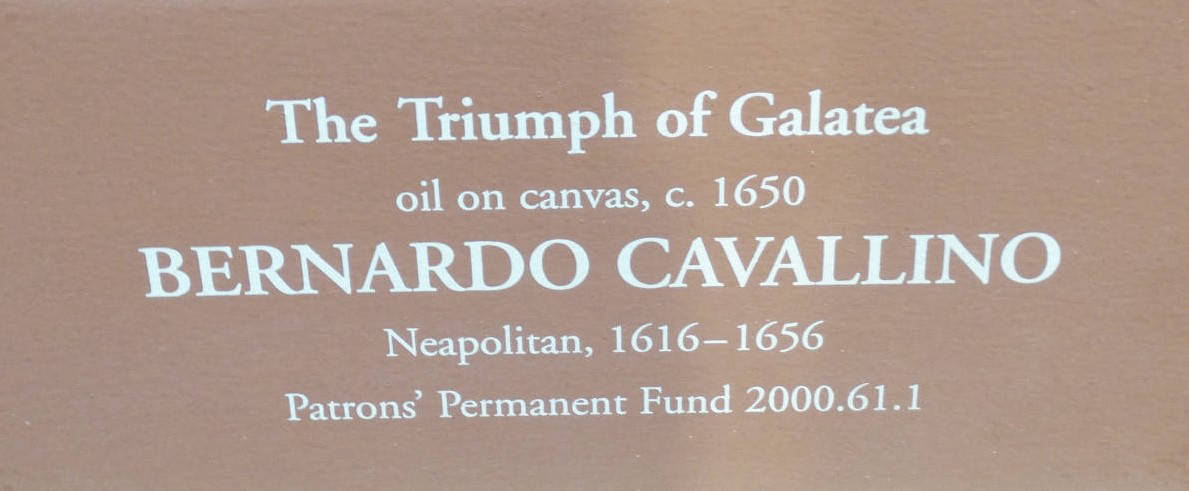 The Triumph of Galatea
oil on canvas, c. 1650
BERNARDO CAVALLINO
Neapolitan, 1616–1656
Patrons’ Permanent Fund 2000.61.1